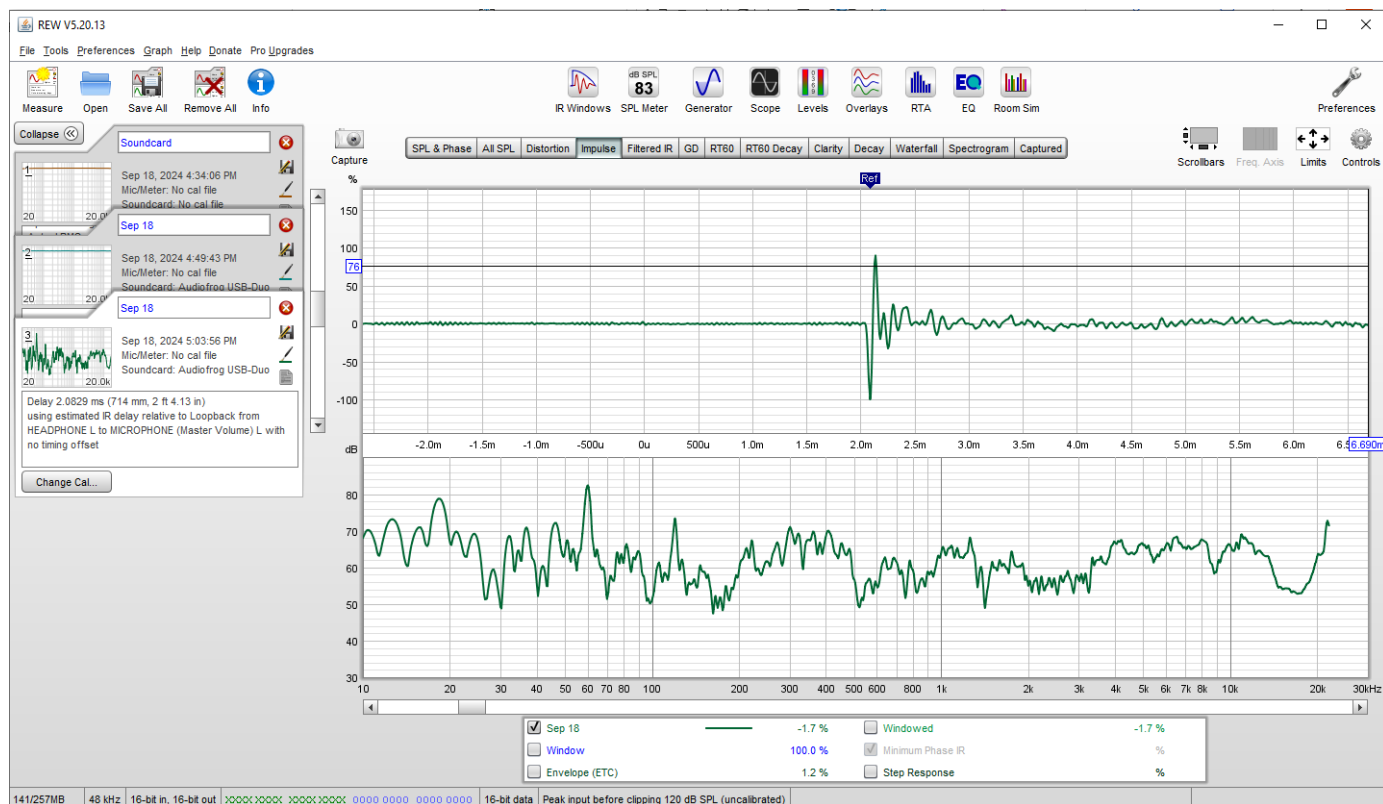 REW V5.20.13
File Tools Preferences Graph Help Donate Pro Upgrades
dB SPL
83
EQ
Measure Open Save All Remove All Info IR Windows SPL Meter Generator Scope Levels Overlays RTA EQ Room Sim Preferences
Collapse
Capture
SPL & Phase All SPL Distortion Impulse Filtered IR GD RT60 RT60 Decay Clarity Decay Waterfall Spectrogram Captured
Scrollbars Freq. Axis Limits Controls
Soundcard
1
Sep 18, 2024 4:34:06 PM
Mic/Meter: No cal file
Soundcard: No cal file
20
Sep 18
2
Sep 18, 2024 4:49:43 PM
Mic/Meter: No cal file
Soundcard: Audiofrog USB-Duo
20
Sep 18
3
Sep 18, 2024 5:03:56 PM
Mic/Meter: No cal file
Soundcard: Audiofrog USB-Duo
20 20.0k
Delay 2.0829 ms (714 mm, 2 ft 4.13 in)
using estimated IR delay relative to Loopback from
HEADPHONE L to MICROPHONE (Master Volume) L with
no timing offset
Change Cal...
%
Ref
150
100
76
50
0
-50
-100
-2.0m -1.5m -1.0m -500u 0u 500u 1.0m 1.5m 2.0m 2.5m 3.0m 3.5m 4.0m 4.5m 5.0m 5.5m 6.0m 6.690m
dB
80
70
60
50
40
30
10 20 30 40 50 60 70 80 100 200 300 400 500 600 800 1k 2k 3k 4k 5k 6k 7k 8k 10k 20k 30kHz
Sep 18 -1.7 % Windowed -1.7 %
Window 100.0 % Minimum Phase IR %
Envelope (ETC) 1.2 % Step Response %
141/257MB 48 kHz 16-bit in, 16-bit out XXXX XXXX XXXX XXXX 0000 0000 0000 0000 16-bit data Peak input before clipping 120 dB SPL (uncalibrated)